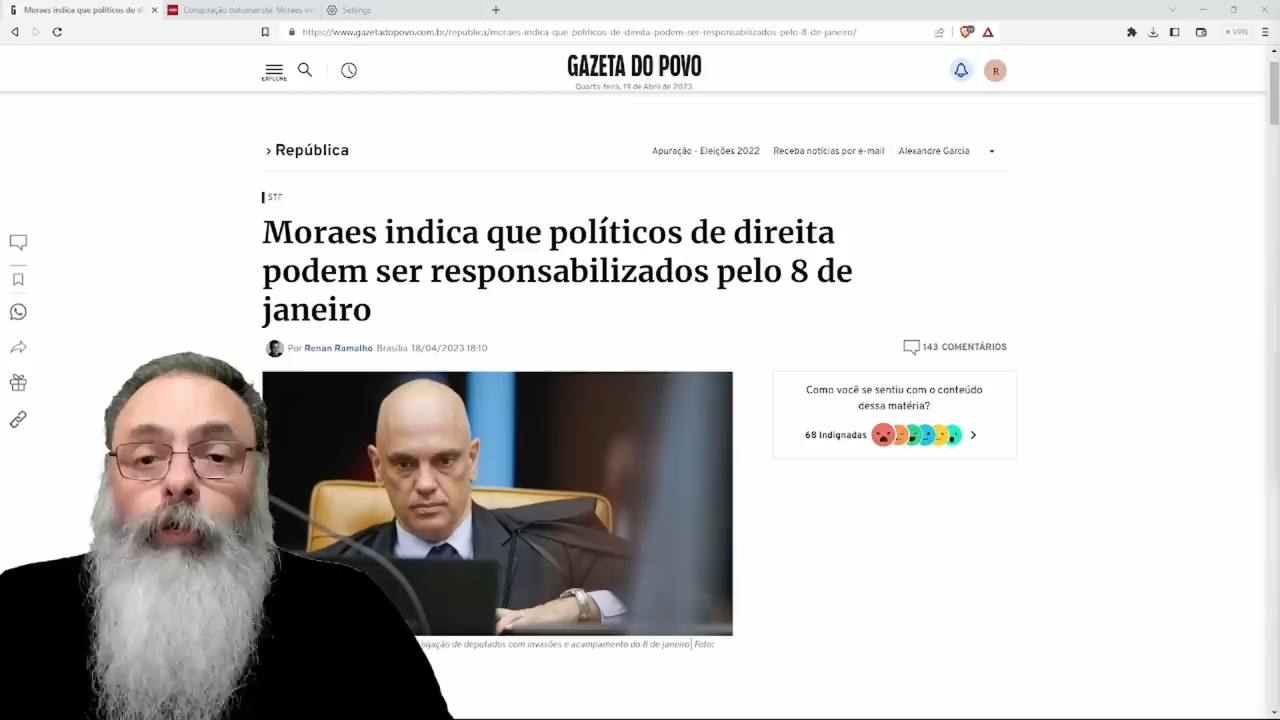 Moraes indica que políticos de di
Conspiração bolsonarista: Moraes ve
Settings
https://www.gazetadopovo.com.br/republica/moraes-indica-que-politicos-de-direita-podem-ser-responsabilizados-pelo-8-de-janeiro/
VPN
EXPLORE
GAZETA DO POVO
Quarta-feira, 19 de Abril de 2023.
R
República
Apuração - Eleições 2022 Receba notícias por e-mail Alexandre Garcia
STF
Moraes indica que políticos de direita
podem ser responsabilizados pelo 8 de
janeiro
Por Renan Ramalho Brasília 18/04/2023 18:10
143 COMENTÁRIOS
Como você se sentiu com o conteúdo
dessa matéria?
68 Indignadas
de deputados com invasões e acampamento do 8 de janeiro| Foto: